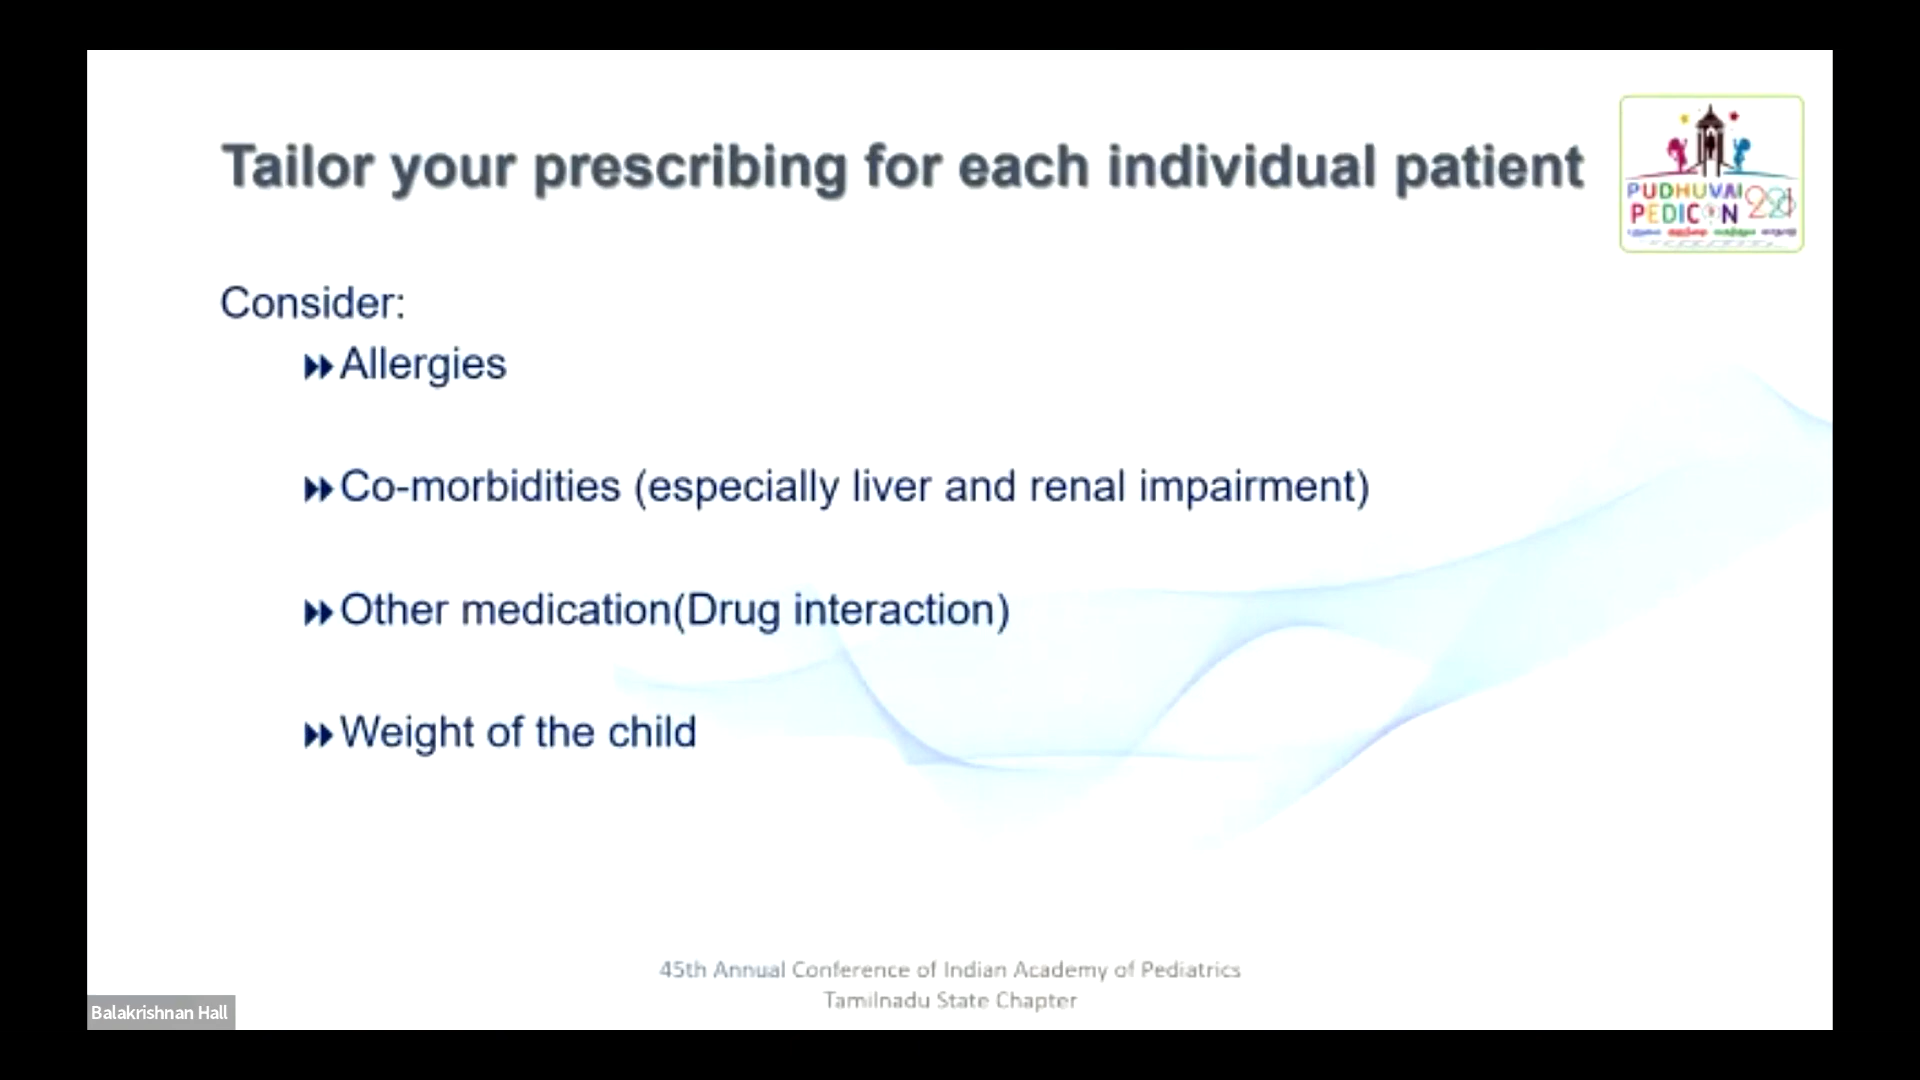 Tailor your prescribing for each individual patient
PUDHUVAI
PEDICON 2021
Consider:
Allergies
Co-morbidities (especially liver and renal impairment)
Other medication(Drug interaction)
Weight of the child
45th Annual Conference of Indian Academy of Pediatrics
Tamilnadu State Chapter
Balakrishnan Hall